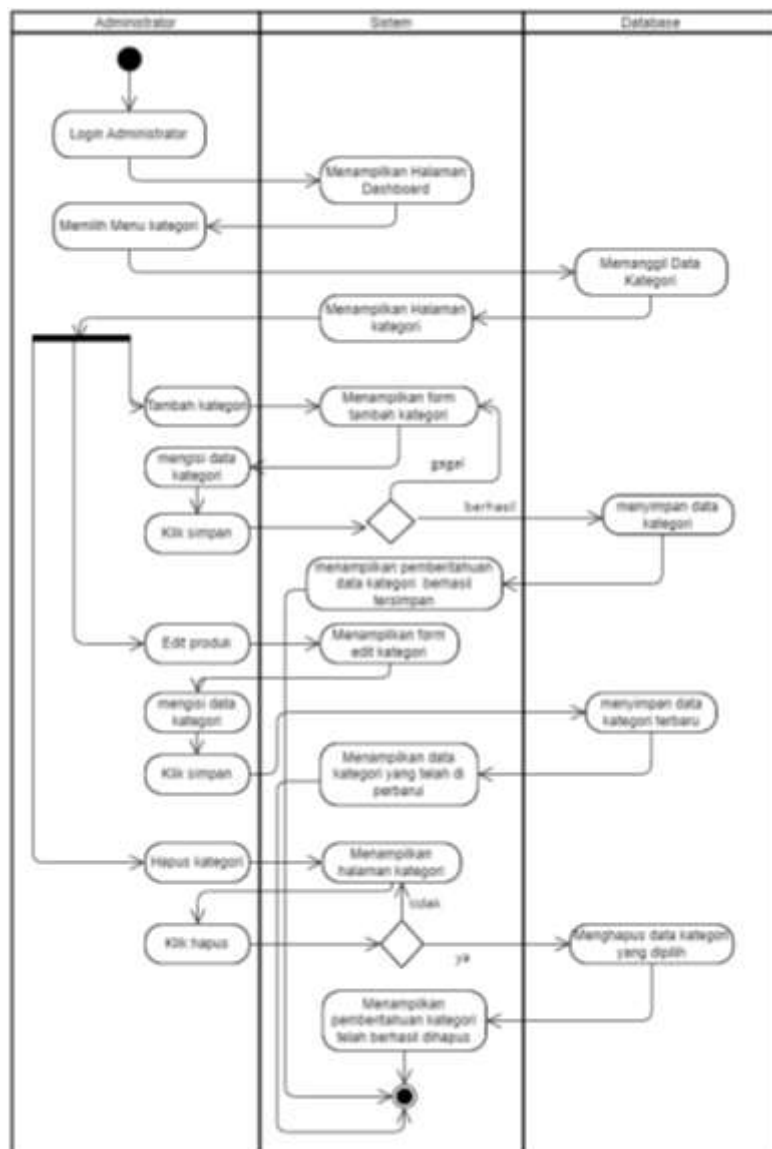 Administrator
Sistem
Database
Login Administrator
Menampilkan Halaman
Dashboard
Memilih Menu kategori
Memanggil Data
Kategori
Menampilkan Halaman
kategori
Tambah kategori
Menampilkan form
tambah kategori
gagal
mengisi data
kategori
Klik simpan
berhasil
menyimpan data
kategori
menampilkan pemberitahuan
data kategori berhasil
tersimpan
Edit produk
Menampilkan form
edit kategori
mengisi data
kategori
menyimpan data
kategori terbaru
Klik simpan
Menampilkan data
kategori yang telah di
perbarui
Hapus kategori
Menampilkan
halaman kategori
tidak
Klik hapus
ya
Menghapus data kategori
yang dipilih
Menampilkan
pemberitahuan kategori
telah berhasil dihapus